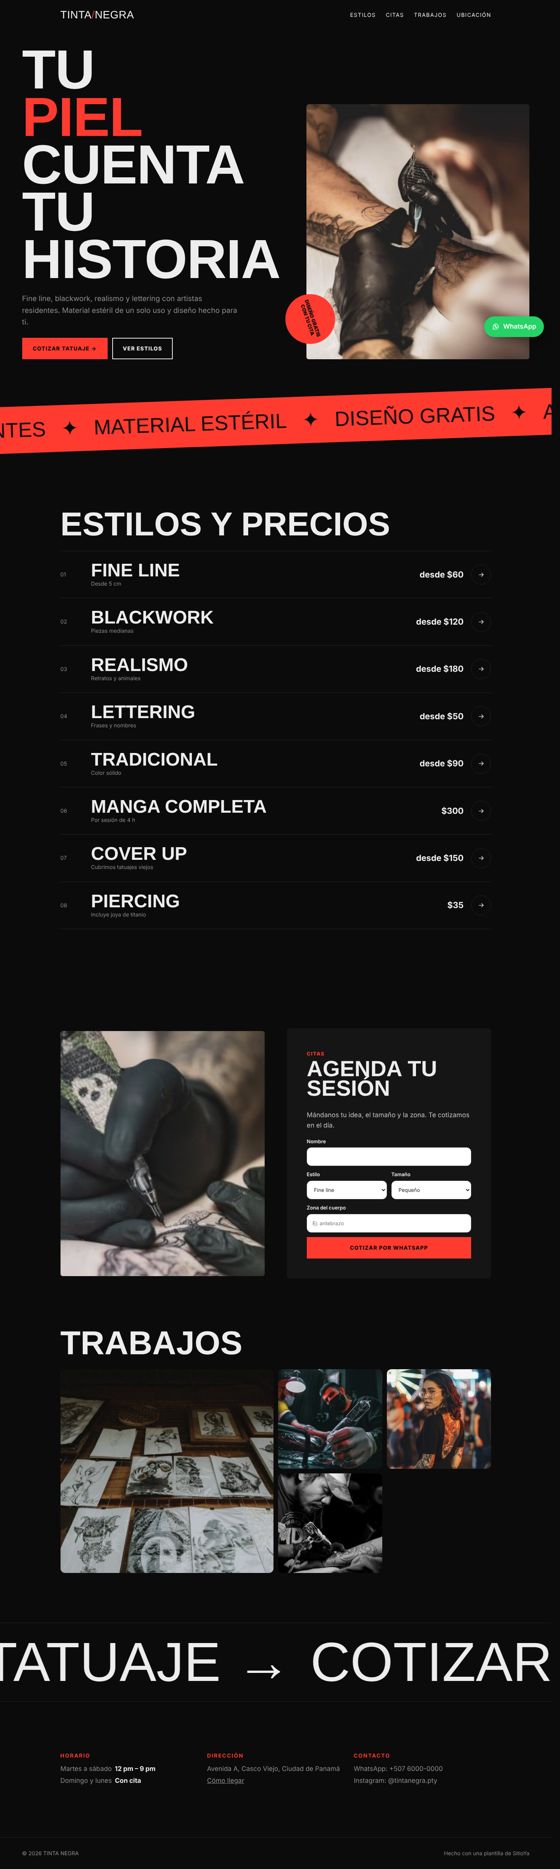 TINTA/NEGRA
ESTILOS CITAS TRABAJOS UBICACIÓN
TU
PIEL
CUENTA
TU
HISTORIA
Fine line, blackwork, realismo y lettering con artistas
residentes. Material estéril de un solo uso y diseño hecho para
ti.
COTIZAR TATUAJE →
VER ESTILOS
DISEÑO GRATIS
CON TU CITA
WhatsApp
NTES ✦ MATERIAL ESTÉRIL ✦ DISEÑO GRATIS ✦ A
ESTILOS Y PRECIOS
01 FINE LINE desde $60 →
Desde 5 cm
02 BLACKWORK desde $120 →
Piezas medianas
03 REALISMO desde $180 →
Retratos y animales
04 LETTERING desde $50 →
Frases y nombres
05 TRADICIONAL desde $90 →
Color sólido
06 MANGA COMPLETA $300 →
Por sesión de 4 h
07 COVER UP desde $150 →
Cubrimos tatuajes viejos
08 PIERCING $35 →
Incluye joya de titanio
CITAS
AGENDA TU
SESIÓN
Mándanos tu idea, el tamaño y la zona. Te cotizamos
en el día.
Nombre
Estilo Tamaño
Fine line Pequeño
Zona del cuerpo
Ej: antebrazo
COTIZAR POR WHATSAPP
TRABAJOS
TATUAJE → COTIZAR
HORARIO
Martes a sábado 12 pm – 9 pm
Domingo y lunes Con cita
DIRECCIÓN
Avenida A, Casco Viejo, Ciudad de Panamá
Cómo llegar
CONTACTO
WhatsApp: +507 6000-0000
Instagram: @tintanegra.pty
© 2026 TINTA NEGRA
Hecho con una plantilla de SitioYa